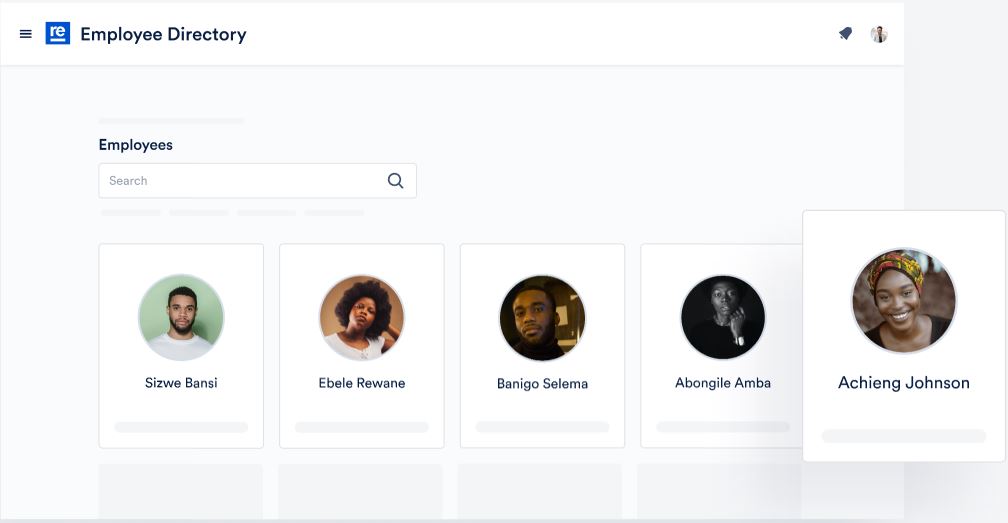 re
Employee Directory
Employees
Search
Sizwe Bansi
Ebele Rewane
Banigo Selema
Abongile Amba
Achieng Johnson